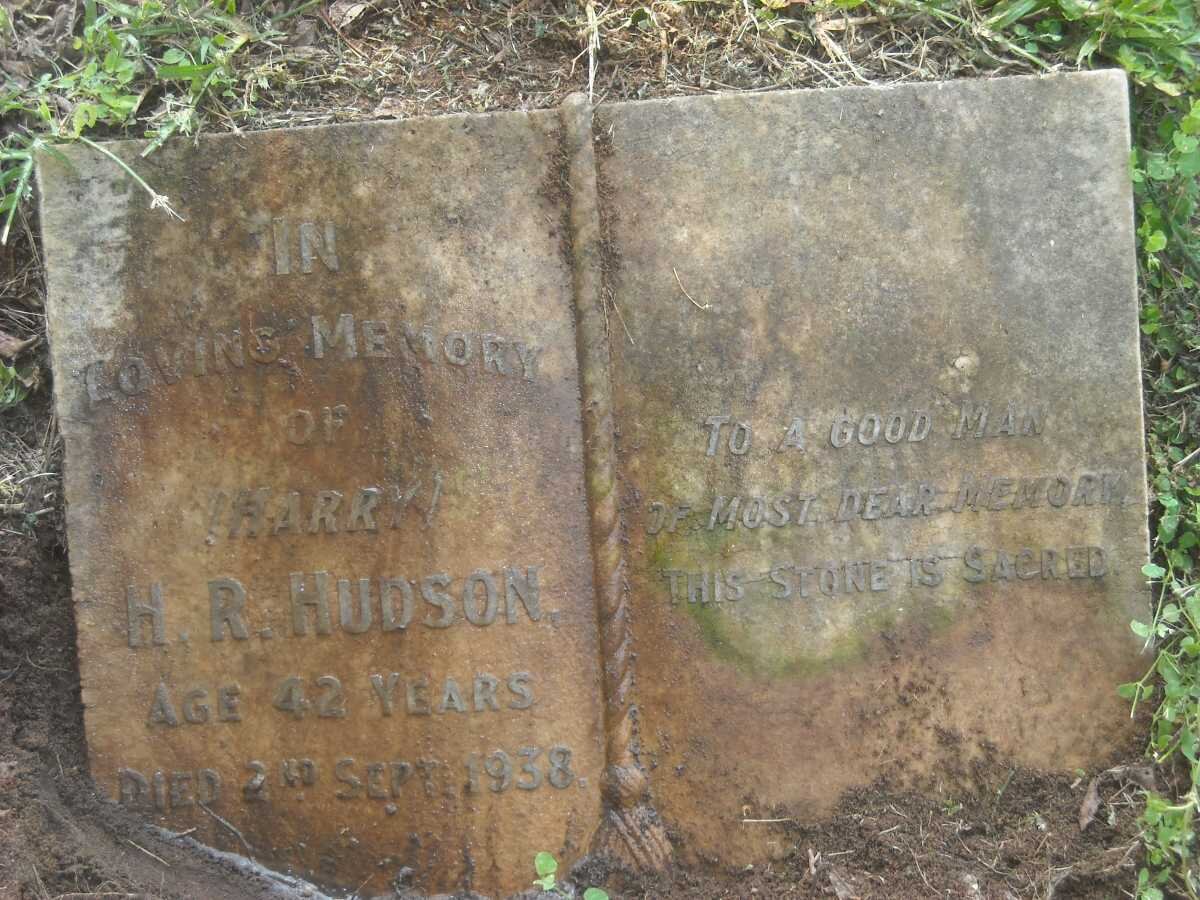 IN
LOVING MEMORY
OF
(HARRY)
H. R. HUDSON.
AGE 42 YEARS
DIED 2ND SEPT. 1938.
TO A GOOD MAN
OF MOST DEAR MEMORY,
THIS STONE IS SACRED